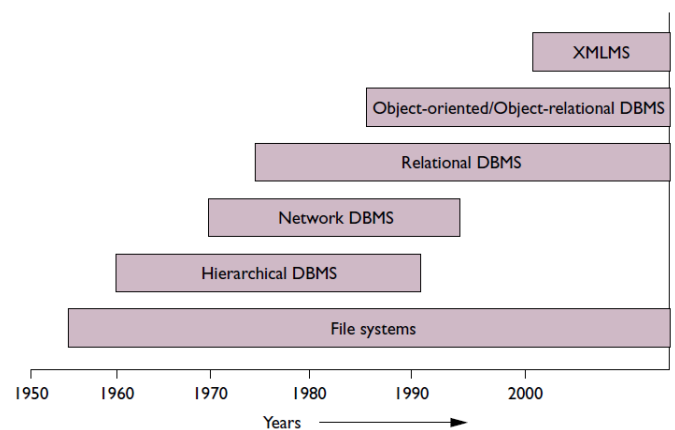 XMLMS
Object-oriented/Object-relational DBMS
Relational DBMS
Network DBMS
Hierarchical DBMS
File systems
1950 1960 1970 1980 1990 2000
Years